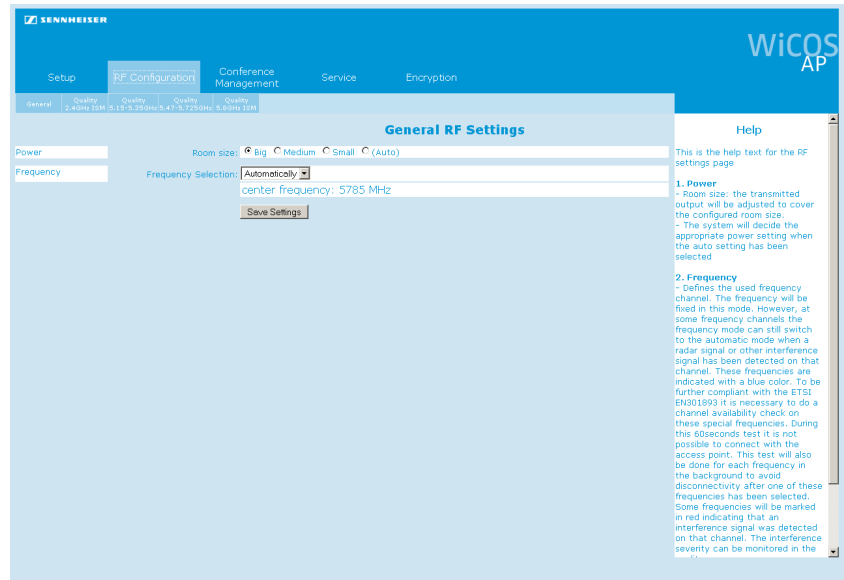 SENNHEISER
WiCOS
AP
Setup
RF Configuration
Conference
Management
Service
Encryption
General
Quality
2.4GHz ISM
Quality
5.15-5.35GHz
Quality
5.47-5.725GHz
Quality
5.8GHz ISM
General RF Settings
Power
Room size: Big Medium Small (Auto)
Frequency
Frequency Selection: Automatically
center frequency: 5785 MHz
Save Settings
Help
This is the help text for the RF
settings page
1. Power
- Room size: the transmitted
output will be adjusted to cover
the configured room size.
- The system will decide the
appropriate power setting when
the auto setting has been
selected
2. Frequency
- Defines the used frequency
channel. The frequency will be
fixed in this mode. However, at
some frequency channels the
frequency mode can still switch
to the automatic mode when a
radar signal or other interference
signal has been detected on that
channel. These frequencies are
indicated with a blue color. To be
further compliant with the ETSI
EN301893 it is necessary to do a
channel availability check on
these special frequencies. During
this 60seconds test it is not
possible to connect with the
access point. This test will also
be done for each frequency in
the background to avoid
disconnectivity after one of these
frequencies has been selected.
Some frequencies will be marked
in red indicating that an
interference signal was detected
on that channel. The interference
severity can be monitored in the